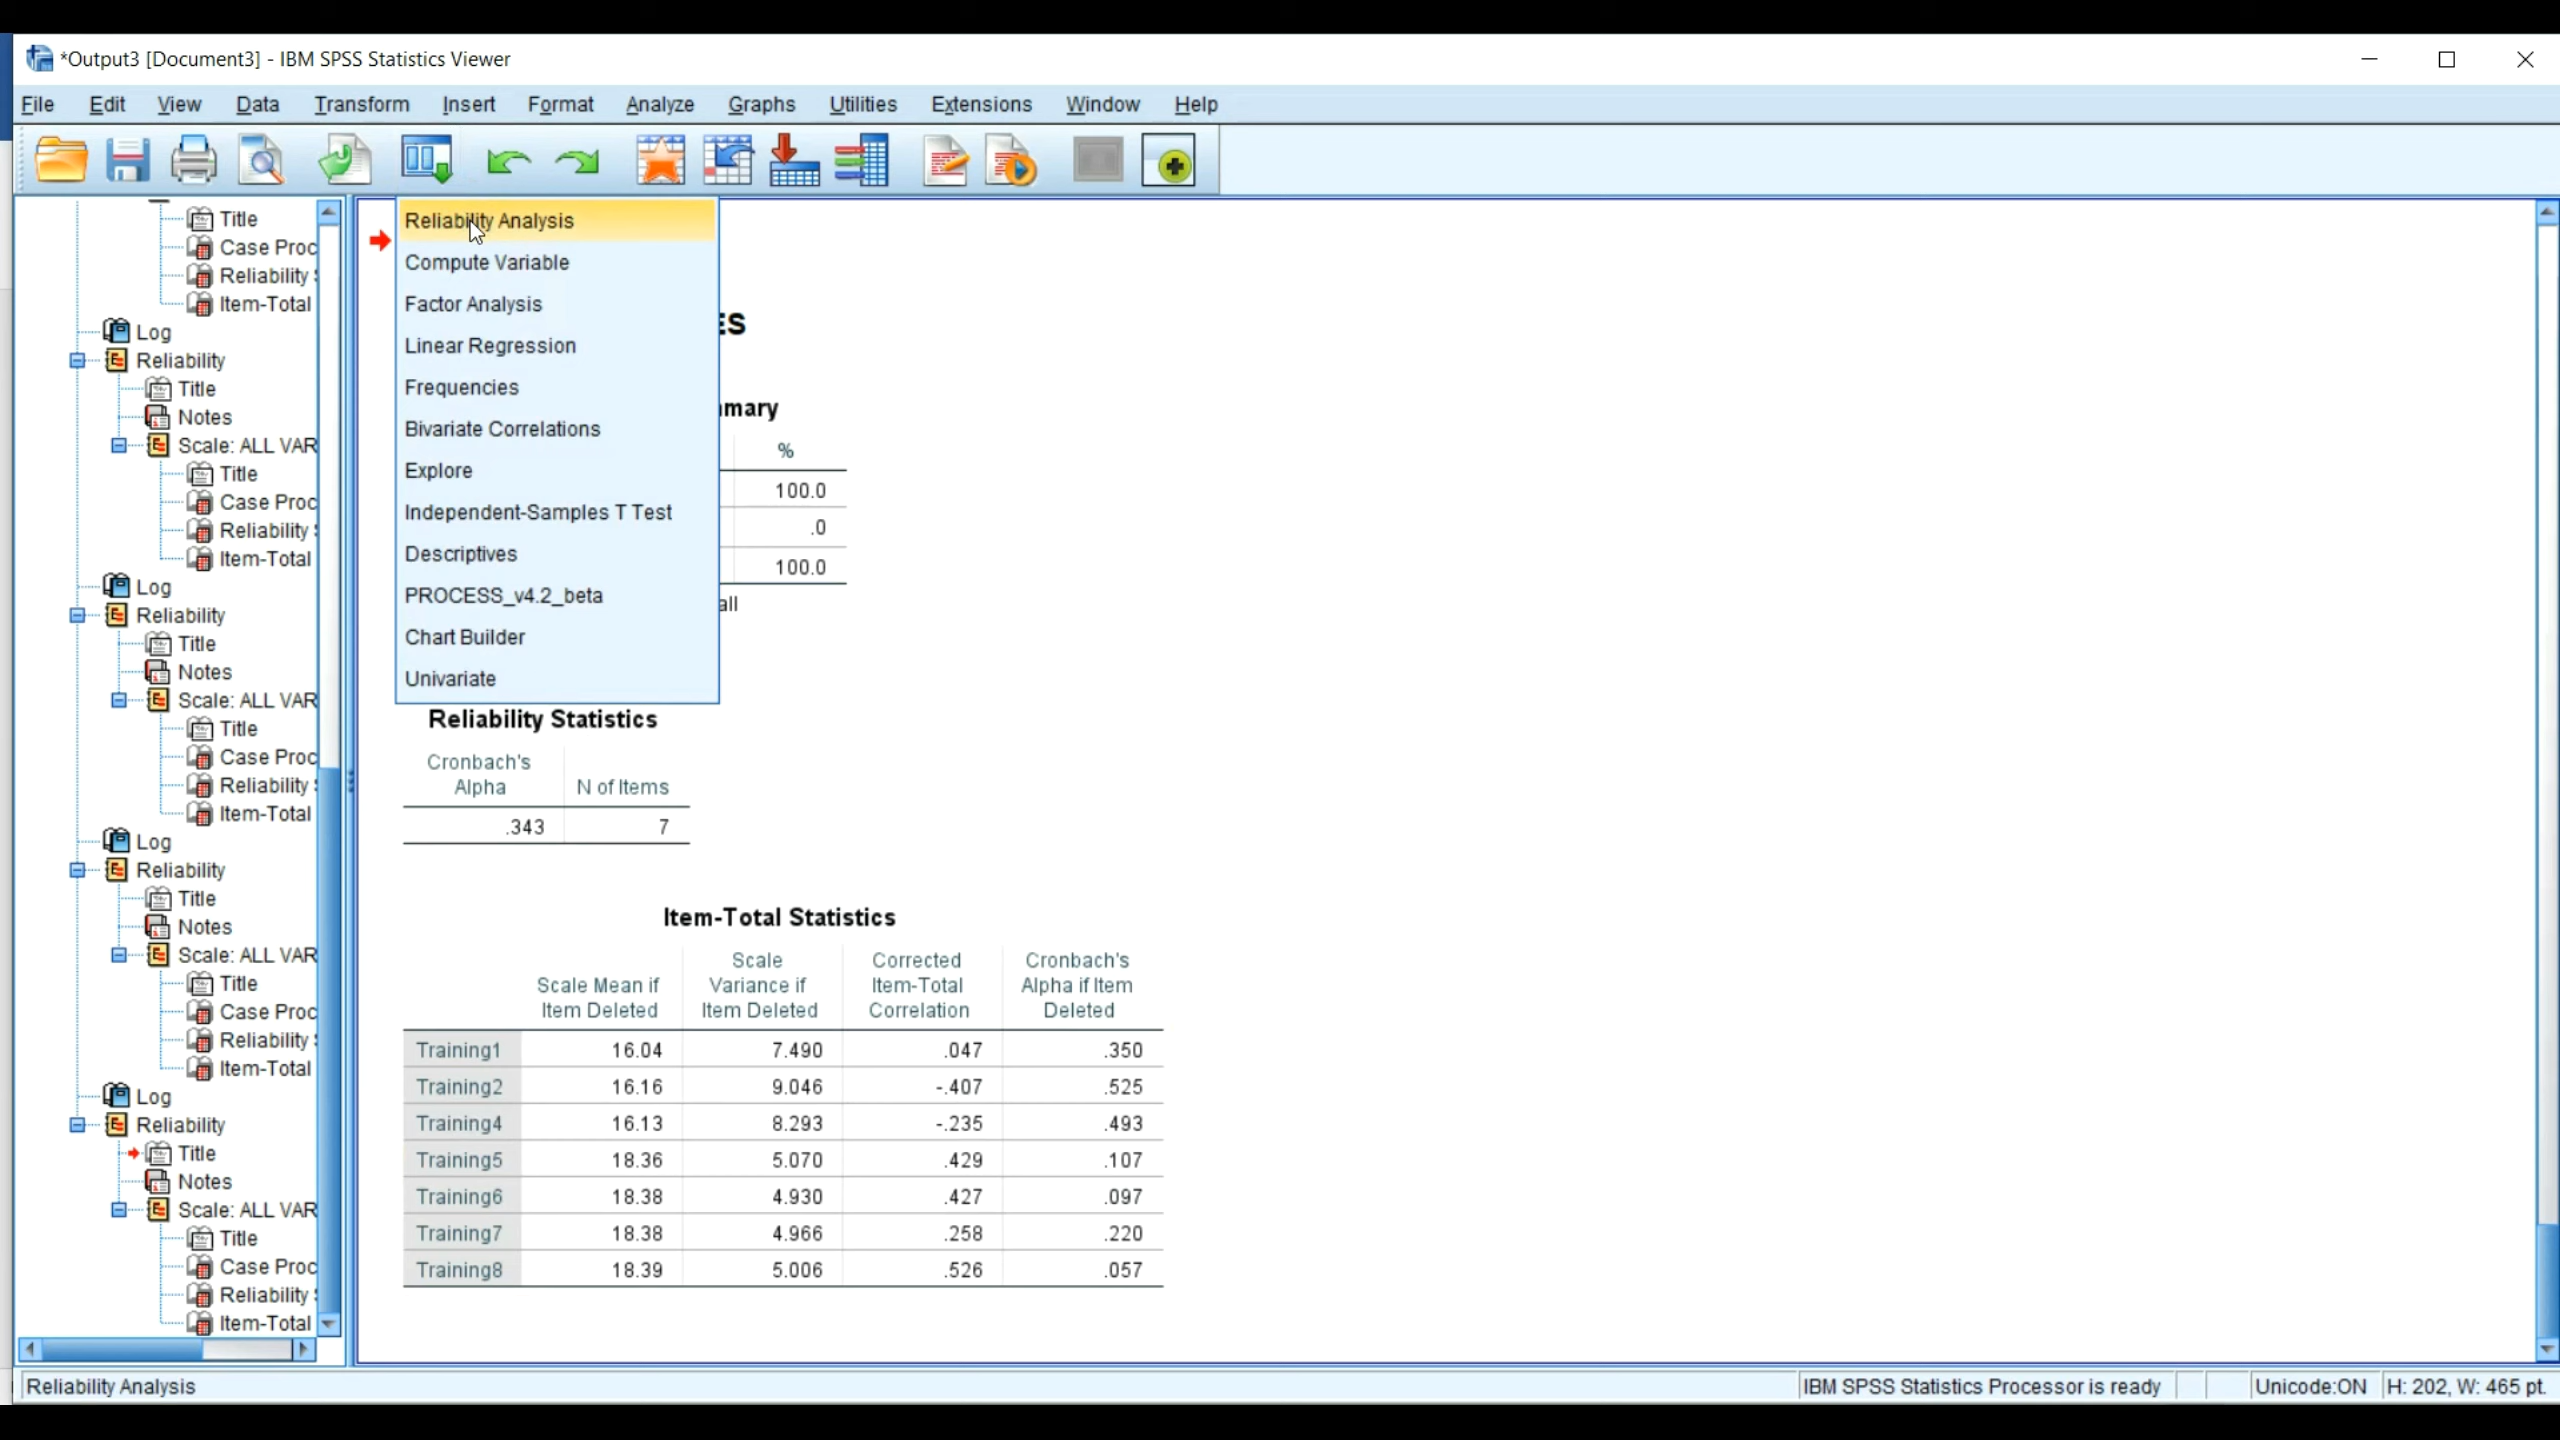 *Output3 [Document3] - IBM SPSS Statistics Viewer
File Edit View Data Transform Insert Format Analyze Graphs Utilities Extensions Window Help
Title
Case Proc
Reliability
Item-Total
Log
Reliability
Title
Notes
Scale: ALL VAR
Title
Case Proc
Reliability
Item-Total
Log
Reliability
Title
Notes
Scale: ALL VAR
Title
Case Proc
Reliability
Item-Total
Log
Reliability
Title
Notes
Scale: ALL VAR
Title
Case Proc
Reliability
Item-Total
Log
Reliability
Title
Notes
Scale: ALL VAR
Title
Case Proc
Reliability
Item-Total
Reliability Analysis
Compute Variable
Factor Analysis
Linear Regression
Frequencies
Bivariate Correlations
Explore
Independent-Samples T Test
Descriptives
PROCESS_v4.2_beta
Chart Builder
Univariate
ES
mmary
%
100.0
.0
100.0
all
Reliability Statistics
Cronbach's
Alpha N of Items
.343 7
Item-Total Statistics
Scale Mean if Item Deleted Scale Variance if Item Deleted Corrected Item-Total Correlation Cronbach's Alpha if Item Deleted
Training1 16.04 7.490 .047 .350
Training2 16.16 9.046 -.407 .525
Training4 16.13 8.293 -.235 .493
Training5 18.36 5.070 .429 .107
Training6 18.38 4.930 .427 .097
Training7 18.38 4.966 .258 .220
Training8 18.39 5.006 .526 .057
Reliability Analysis IBM SPSS Statistics Processor is ready Unicode:ON H: 202, W: 465 pt.